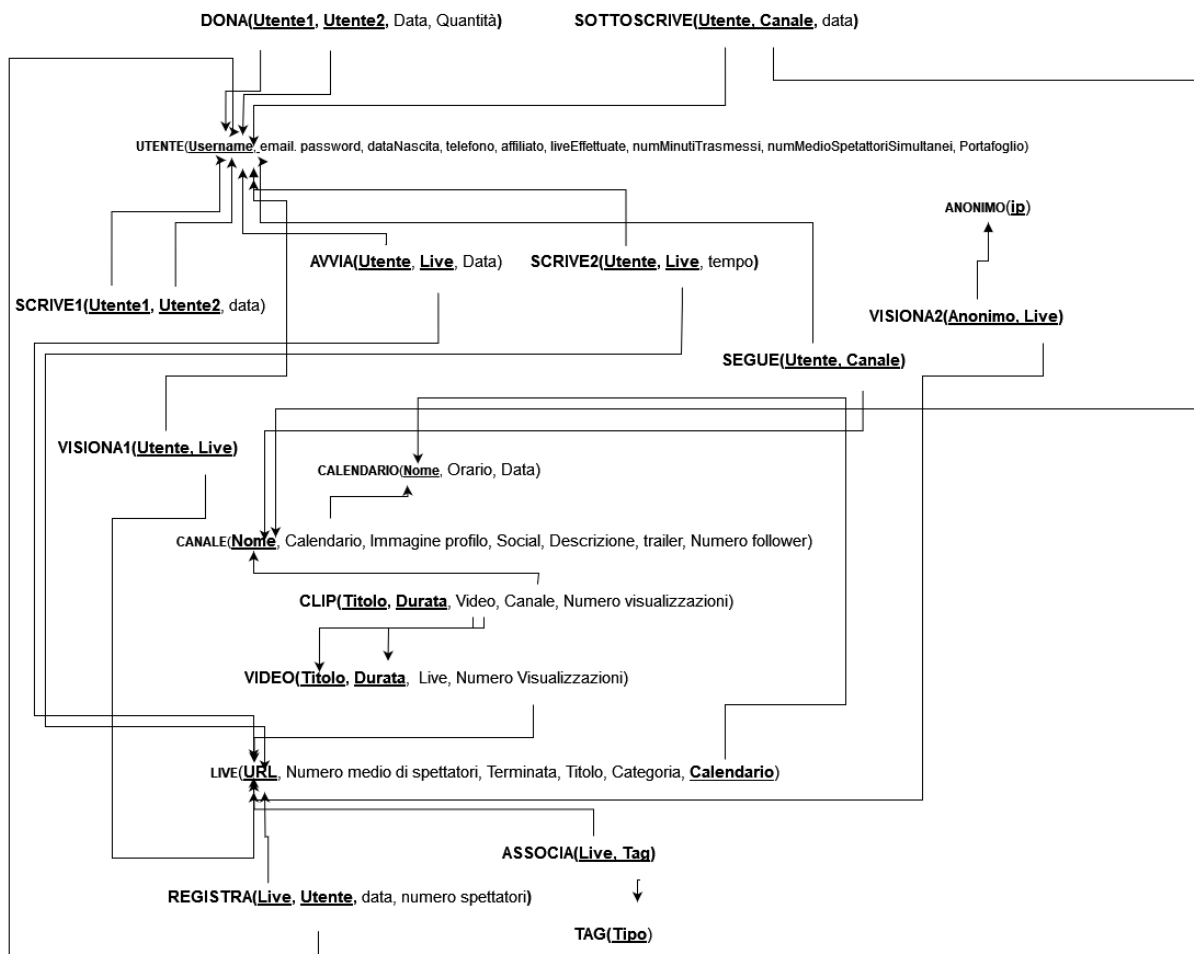 DONA(Utente1, Utente2, Data, Quantità)
SOTTOSCRIVE(Utente, Canale, data)
UTENTE(Username, email. password, dataNascita, telefono, affiliato, liveEffettuate, numMinutiTrasmessi, numMedioSpetattoriSimultanei, Portafoglio)
ANONIMO(ip)
AVVIA(Utente, Live, Data)
SCRIVE2(Utente, Live, tempo)
SCRIVE1(Utente1, Utente2, data)
VISIONA2(Anonimo, Live)
SEGUE(Utente, Canale)
VISIONA1(Utente, Live)
CALENDARIO(Nome, Orario, Data)
CANALE(Nome, Calendario, Immagine profilo, Social, Descrizione, trailer, Numero follower)
CLIP(Titolo, Durata, Video, Canale, Numero visualizzazioni)
VIDEO(Titolo, Durata, Live, Numero Visualizzazioni)
LIVE(URL, Numero medio di spettatori, Terminata, Titolo, Categoria, Calendario)
ASSOCIA(Live, Tag)
REGISTRA(Live, Utente, data, numero spettatori)
TAG(Tipo)